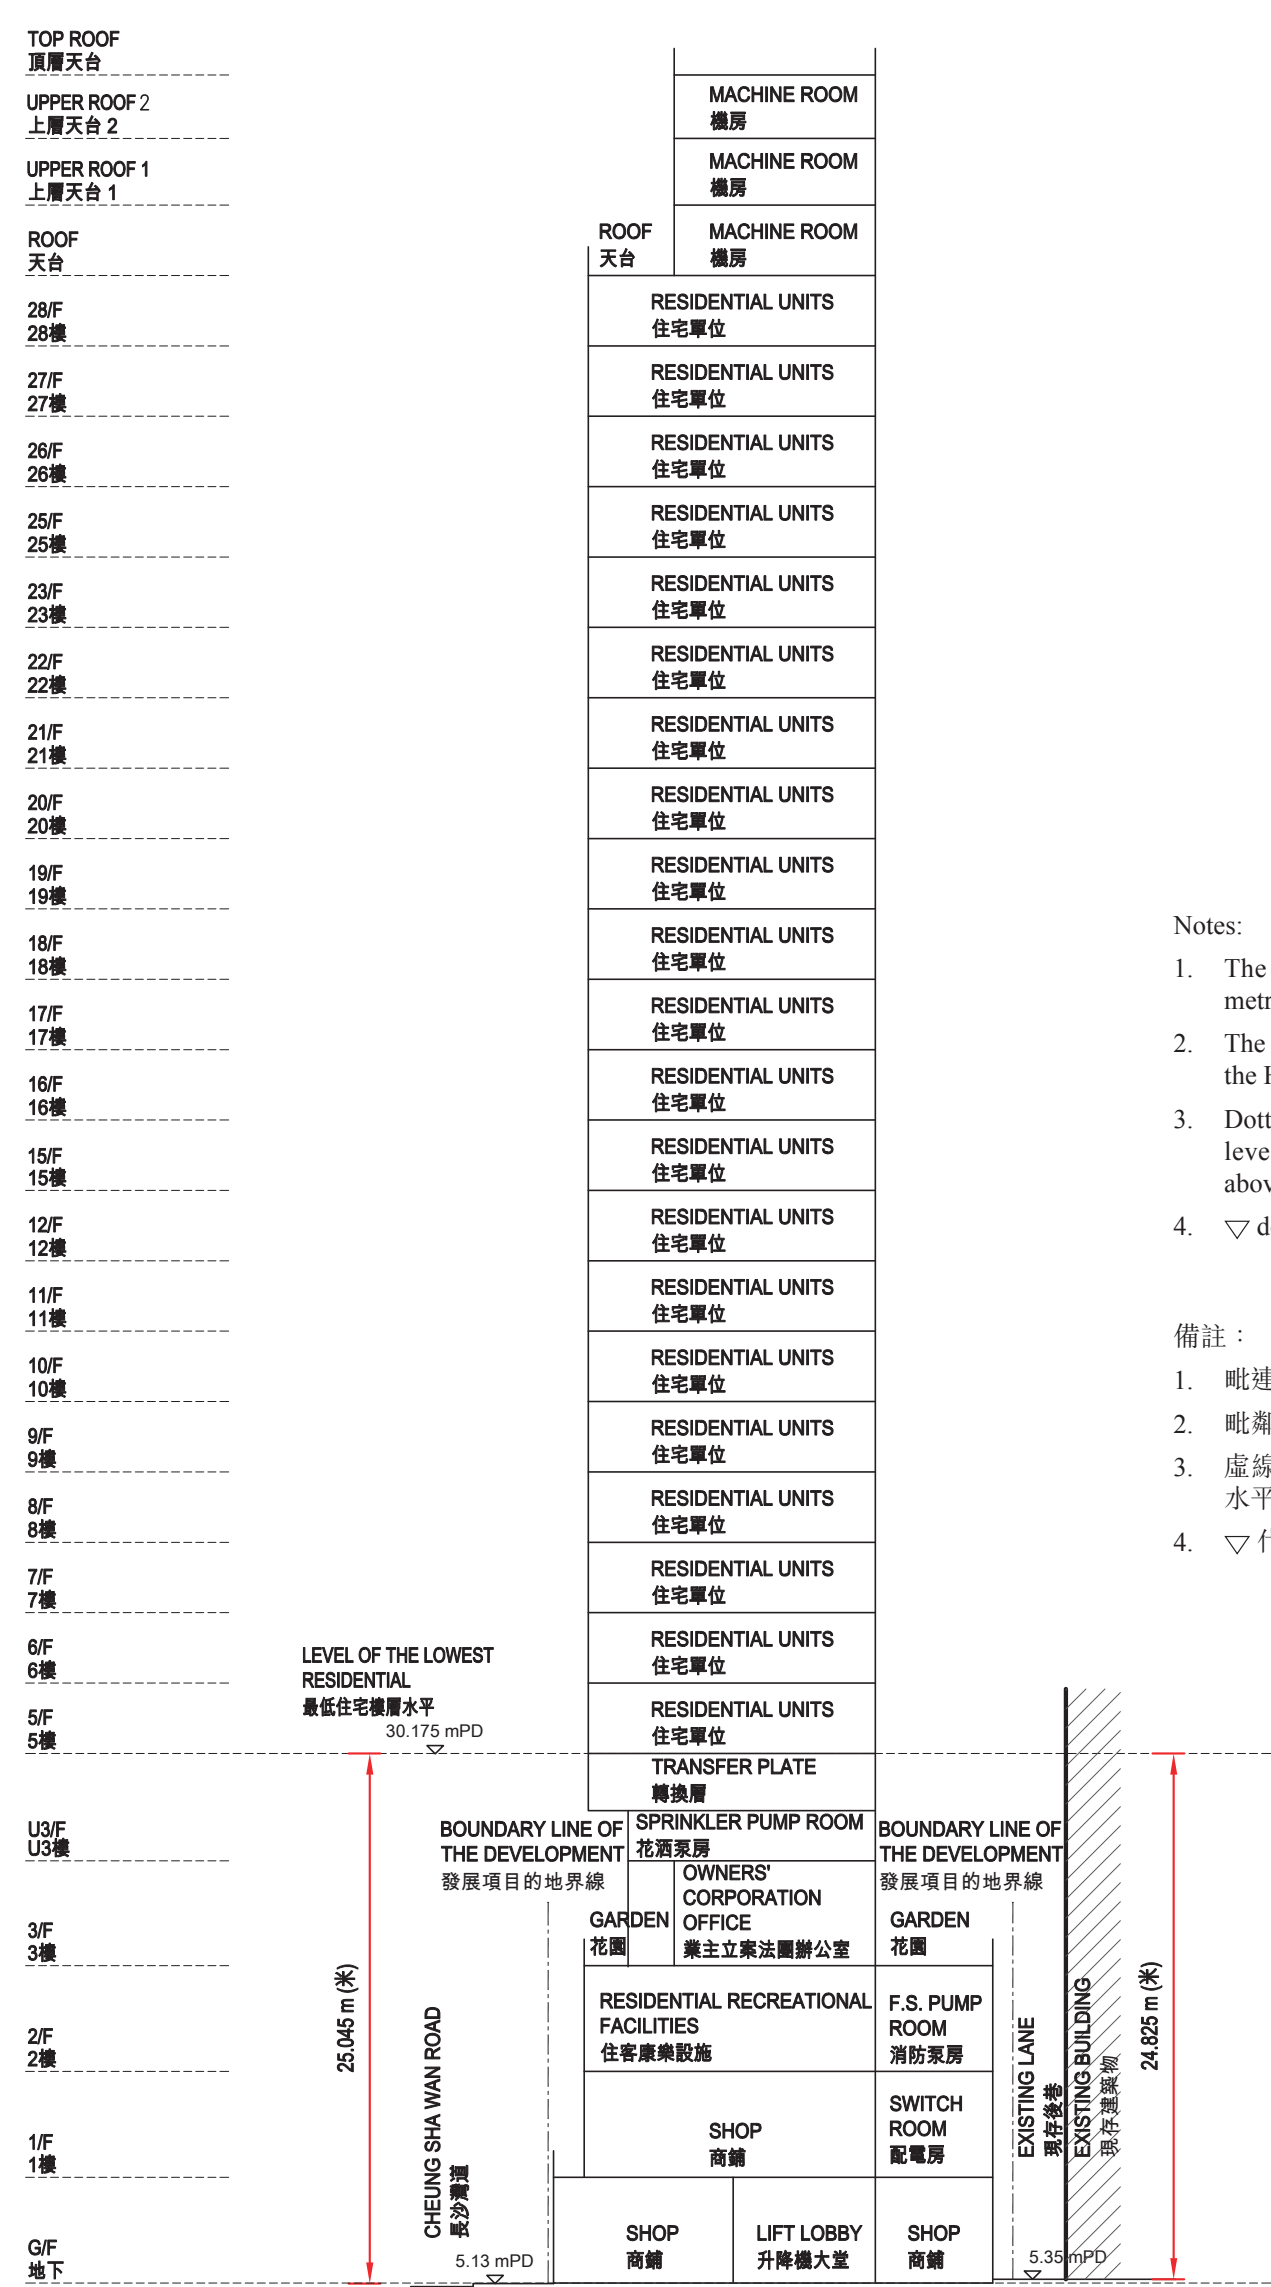 TOP ROOF
頂層天台
UPPER ROOF 2
上層天台 2
MACHINE ROOM
機房
UPPER ROOF 1
上層天台 1
MACHINE ROOM
機房
ROOF
天台
ROOF
天台
MACHINE ROOM
機房
28/F
28樓
RESIDENTIAL UNITS
住宅單位
27/F
27樓
RESIDENTIAL UNITS
住宅單位
26/F
26樓
RESIDENTIAL UNITS
住宅單位
25/F
25樓
RESIDENTIAL UNITS
住宅單位
23/F
23樓
RESIDENTIAL UNITS
住宅單位
22/F
22樓
RESIDENTIAL UNITS
住宅單位
21/F
21樓
RESIDENTIAL UNITS
住宅單位
20/F
20樓
RESIDENTIAL UNITS
住宅單位
19/F
19樓
RESIDENTIAL UNITS
住宅單位
18/F
18樓
RESIDENTIAL UNITS
住宅單位
17/F
17樓
RESIDENTIAL UNITS
住宅單位
16/F
16樓
RESIDENTIAL UNITS
住宅單位
15/F
15樓
RESIDENTIAL UNITS
住宅單位
12/F
12樓
RESIDENTIAL UNITS
住宅單位
11/F
11樓
RESIDENTIAL UNITS
住宅單位
10/F
10樓
RESIDENTIAL UNITS
住宅單位
9/F
9樓
RESIDENTIAL UNITS
住宅單位
8/F
8樓
RESIDENTIAL UNITS
住宅單位
7/F
7樓
RESIDENTIAL UNITS
住宅單位
6/F
6樓
RESIDENTIAL UNITS
住宅單位
5/F
5樓
RESIDENTIAL UNITS
住宅單位
LEVEL OF THE LOWEST
RESIDENTIAL
最低住宅樓層水平
30.175 mPD
TRANSFER PLATE
轉換層
U3/F
U3樓
SPRINKLER PUMP ROOM
花洒泵房
BOUNDARY LINE OF
THE DEVELOPMENT
發展項目的地界線
BOUNDARY LINE OF
THE DEVELOPMENT
發展項目的地界線
3/F
3樓
GARDEN
花園
OWNERS'
CORPORATION
OFFICE
業主立案法團辦公室
GARDEN
花園
2/F
2樓
RESIDENTIAL RECREATIONAL
FACILITIES
住客康樂設施
F.S. PUMP
ROOM
消防泵房
1/F
1樓
SHOP
商鋪
SWITCH
ROOM
配電房
G/F
地下
SHOP
商鋪
LIFT LOBBY
升降機大堂
SHOP
商鋪
25.045 m (米)
CHEUNG SHA WAN ROAD
長沙灣道
5.13 mPD
EXISTING LANE
現存後巷
EXISTING BUILDING
現存建築物
5.35 mPD
24.825 m (米)
Notes:
1. The
metr
2. The
the
3. Dott
leve
abov
4. ▽ d
備註：
1. 毗連
2. 毗鄰
3. 虛線
水平
4. ▽